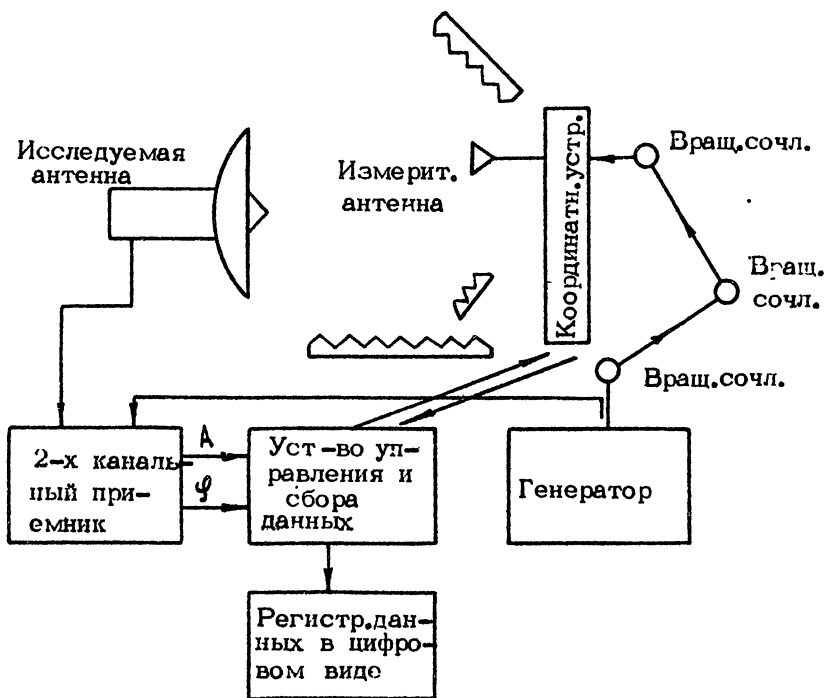 Исследуемая
антенна
Измерит.
антенна
Координатн.устр.
Вращ.сочл.
Вращ.
сочл.
Вращ.сочл.
2-х каналь-
ный при-
емник
A
φ
Уст-во уп-
равления и
сбора
данных
Генератор
Регистр.дан-
ных в цифро-
вом виде